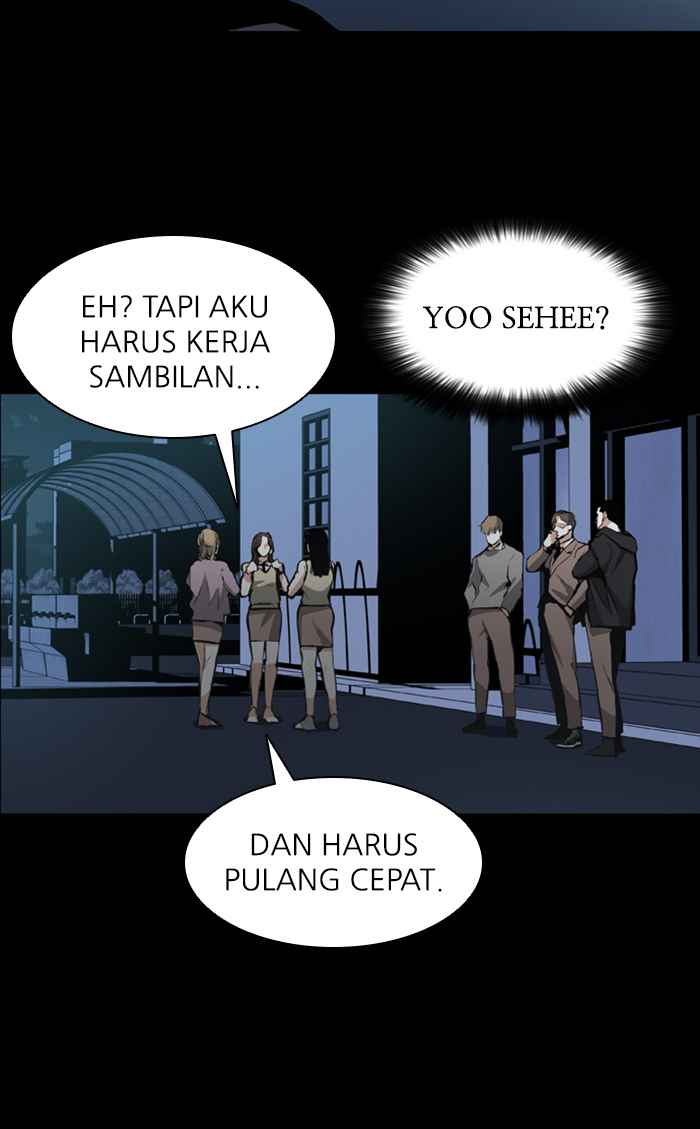 EH? TAPI AKU
HARUS KERJA
SAMBILAN...
YOO SEHEE?
DAN HARUS
PULANG CEPAT.